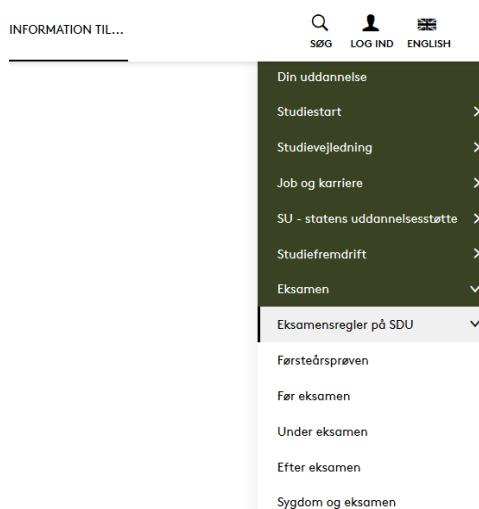 INFORMATION TIL...
SØG LOG IND ENGLISH
Din uddannelse
Studiestart
Studievejledning
Job og karriere
SU - statens uddannelsesstøtte
Studiefremdrift
Eksamen
Eksamensregler på SDU
Førsteårsprøven
Før eksamen
Under eksamen
Efter eksamen
Sygdom og eksamen